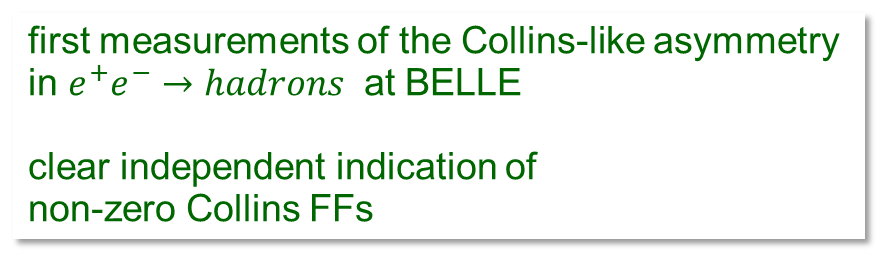 first measurements of the Collins-like asymmetry
in e⁺e⁻ → hadrons at BELLE
clear independent indication of
non-zero Collins FFs